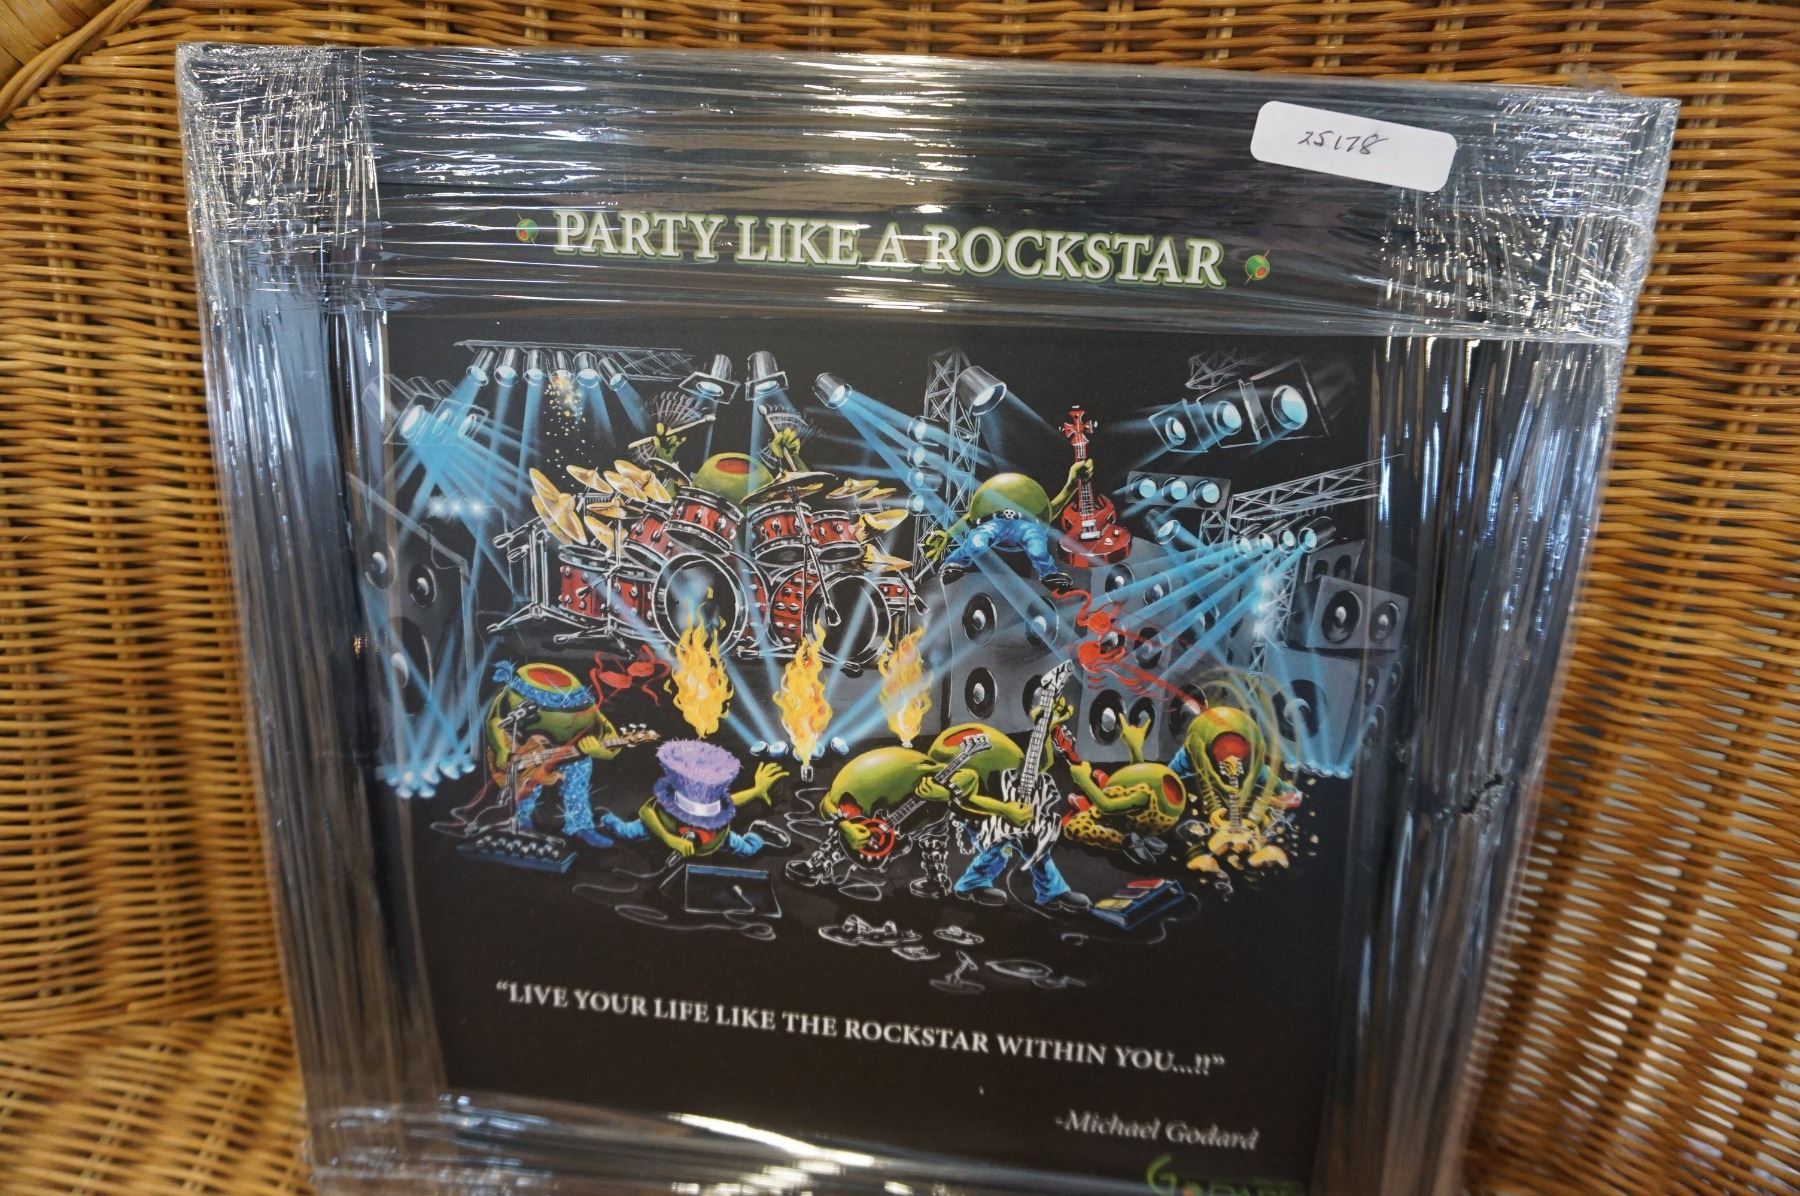 25178
PARTY LIKE A ROCKSTAR
“LIVE YOUR LIFE LIKE THE ROCKSTAR WITHIN YOU...!!”
-Michael Godard